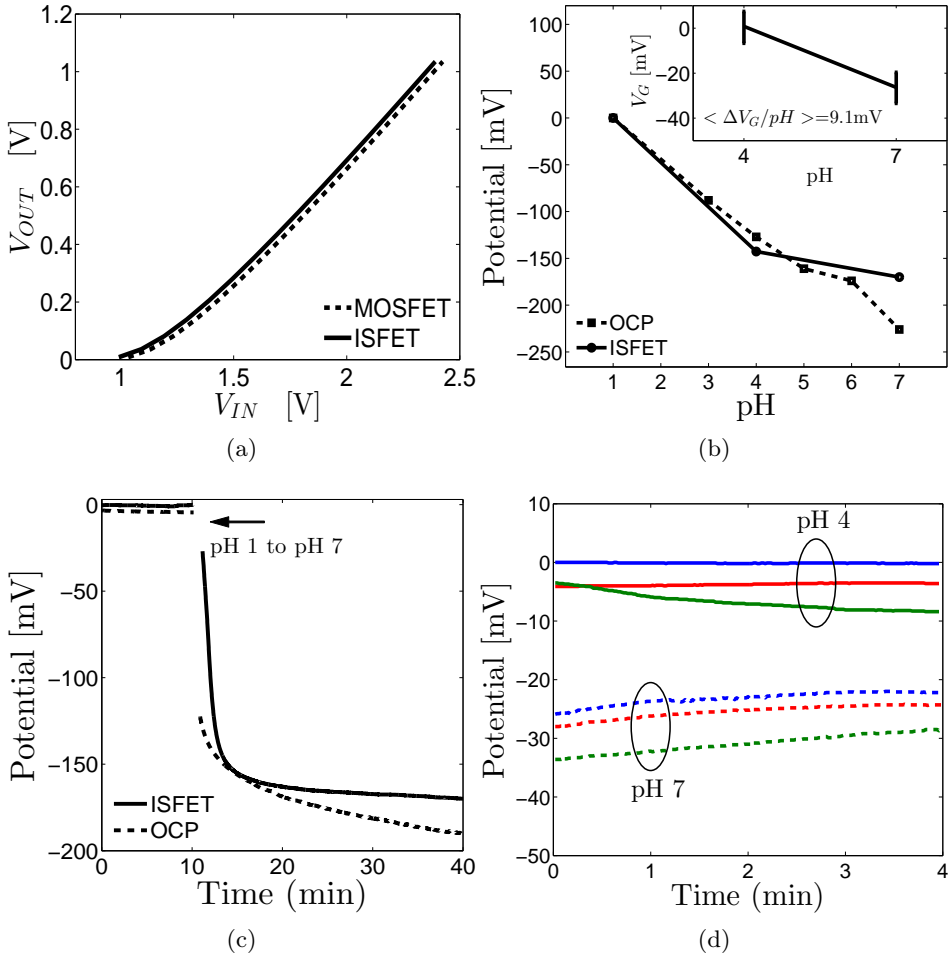 1.2
1
0.8
0.6
0.4
0.2
0
V_OUT [V]
MOSFET
ISFET
1 1.5 2 2.5
V_IN [V]
(a)
100
50
0
−50
−100
−150
−200
−250
Potential [mV]
0
−20
−40
V_G [mV]
< ΔV_G/pH >=9.1mV
4 7
pH
OCP
ISFET
1 2 3 4 5 6 7
pH
(b)
0
−50
−100
−150
−200
Potential [mV]
pH 1 to pH 7
ISFET
OCP
0 10 20 30 40
Time (min)
(c)
10
0
−10
−20
−30
−40
−50
Potential [mV]
pH 4
pH 7
0 1 2 3 4
Time (min)
(d)